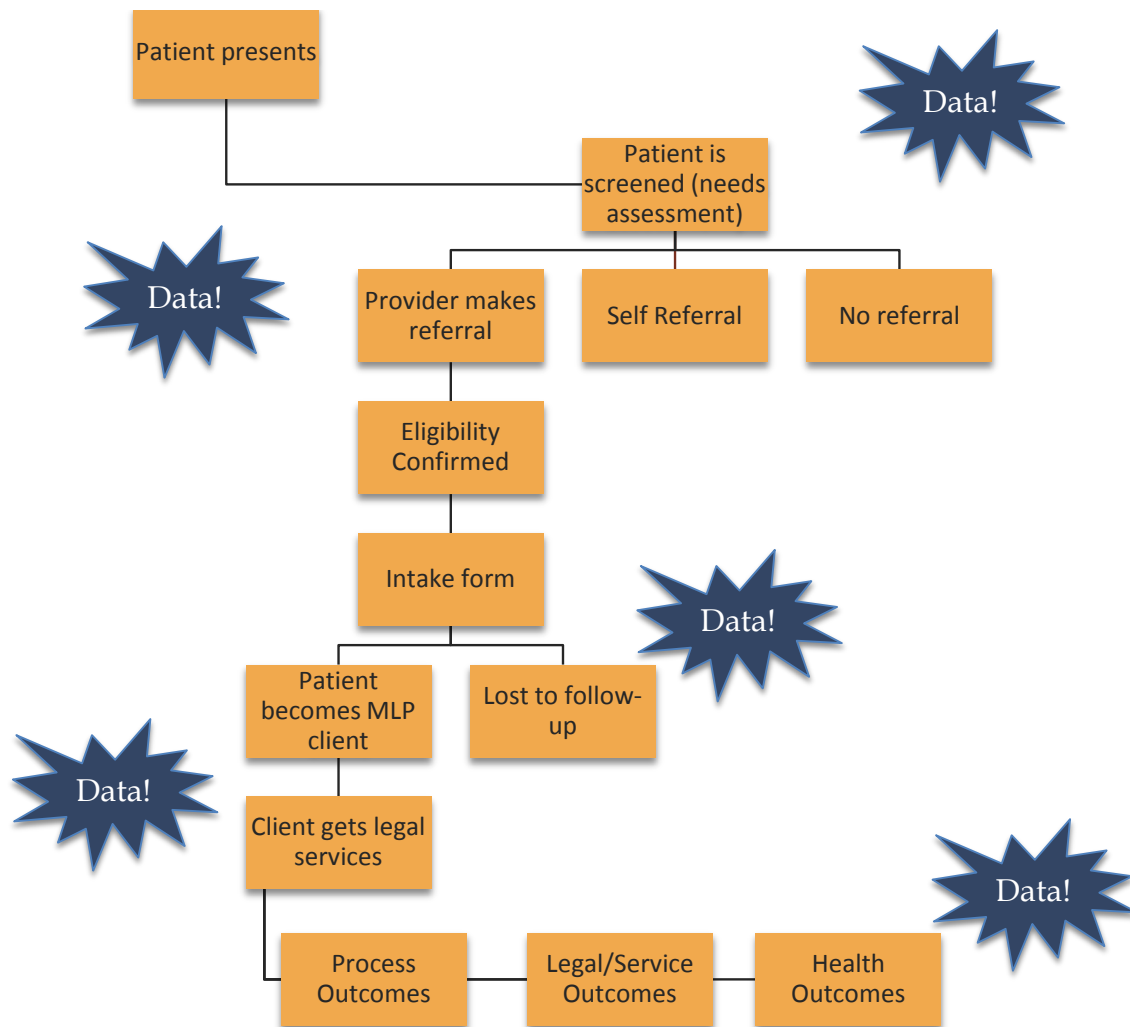 Patient presents
Data!
Patient is
screened (needs
assessment)
Data!
Provider makes
referral
Self Referral
No referral
Eligibility
Confirmed
Intake form
Data!
Patient
becomes MLP
client
Lost to follow-
up
Data!
Client gets legal
services
Data!
Process
Outcomes
Legal/Service
Outcomes
Health
Outcomes